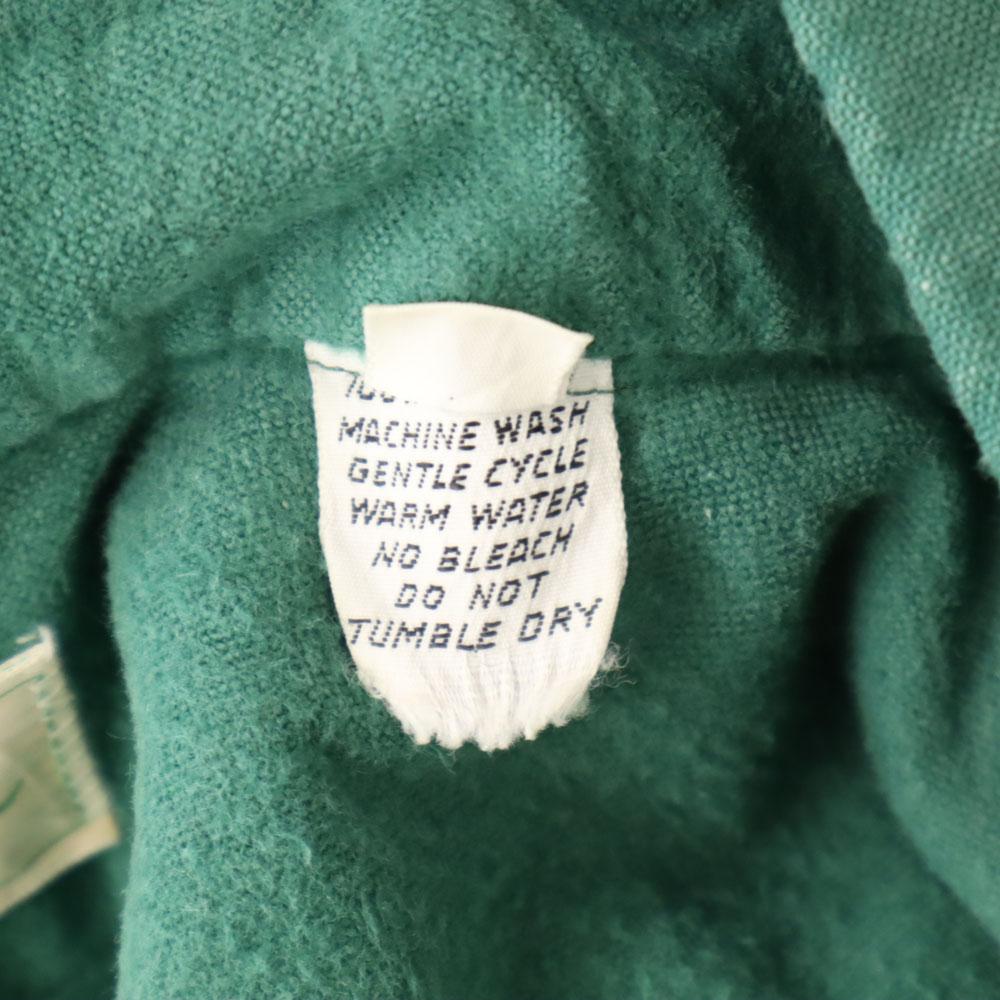 MACHINE WASH
GENTLE CYCLE
WARM WATER
NO BLEACH
DO NOT
TUMBLE DRY